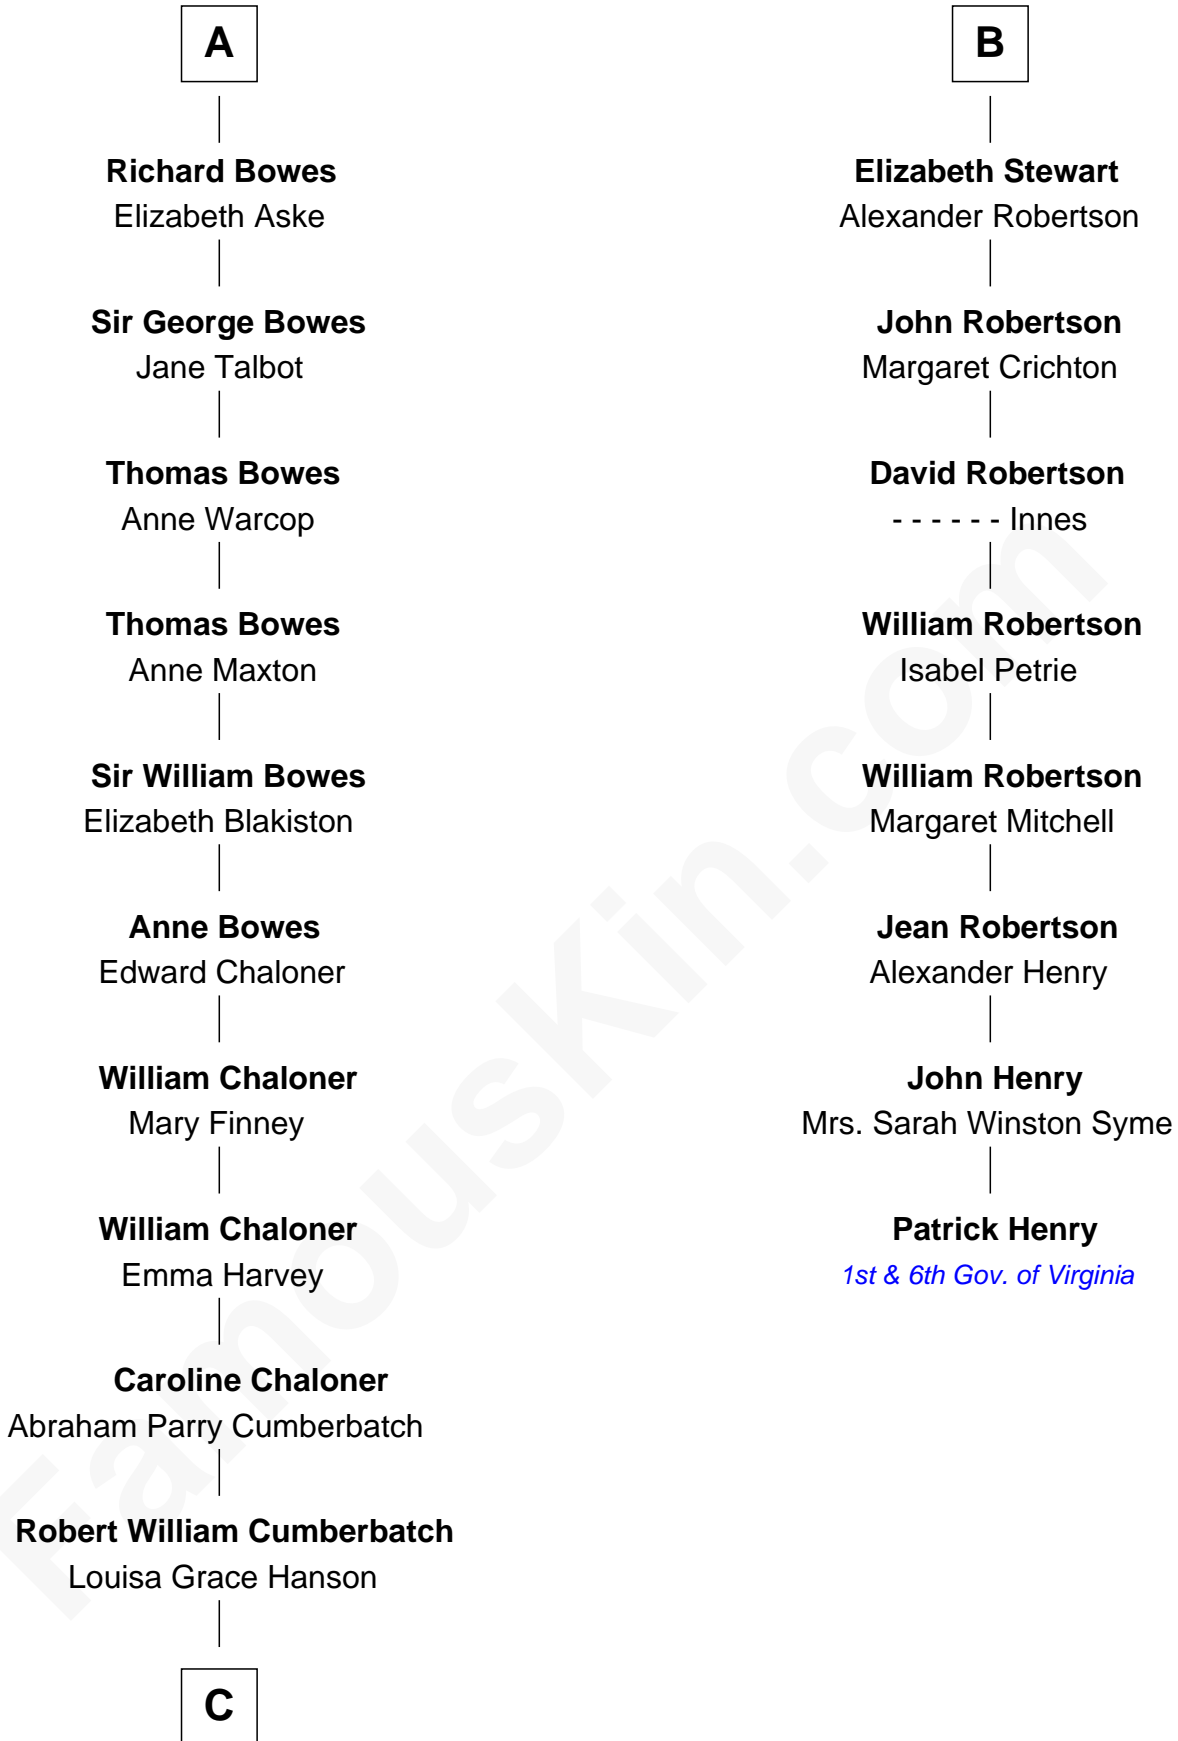 A
Richard Bowes
Elizabeth Aske
Sir George Bowes
Jane Talbot
Thomas Bowes
Anne Warcop
Thomas Bowes
Anne Maxton
Sir William Bowes
Elizabeth Blakiston
Anne Bowes
Edward Chaloner
William Chaloner
Mary Finney
William Chaloner
Emma Harvey
Caroline Chaloner
Abraham Parry Cumberbatch
Robert William Cumberbatch
Louisa Grace Hanson
C
B
Elizabeth Stewart
Alexander Robertson
John Robertson
Margaret Crichton
David Robertson
- - - - - - Innes
William Robertson
Isabel Petrie
William Robertson
Margaret Mitchell
Jean Robertson
Alexander Henry
John Henry
Mrs. Sarah Winston Syme
Patrick Henry
1st & 6th Gov. of Virginia
FamousKin.com